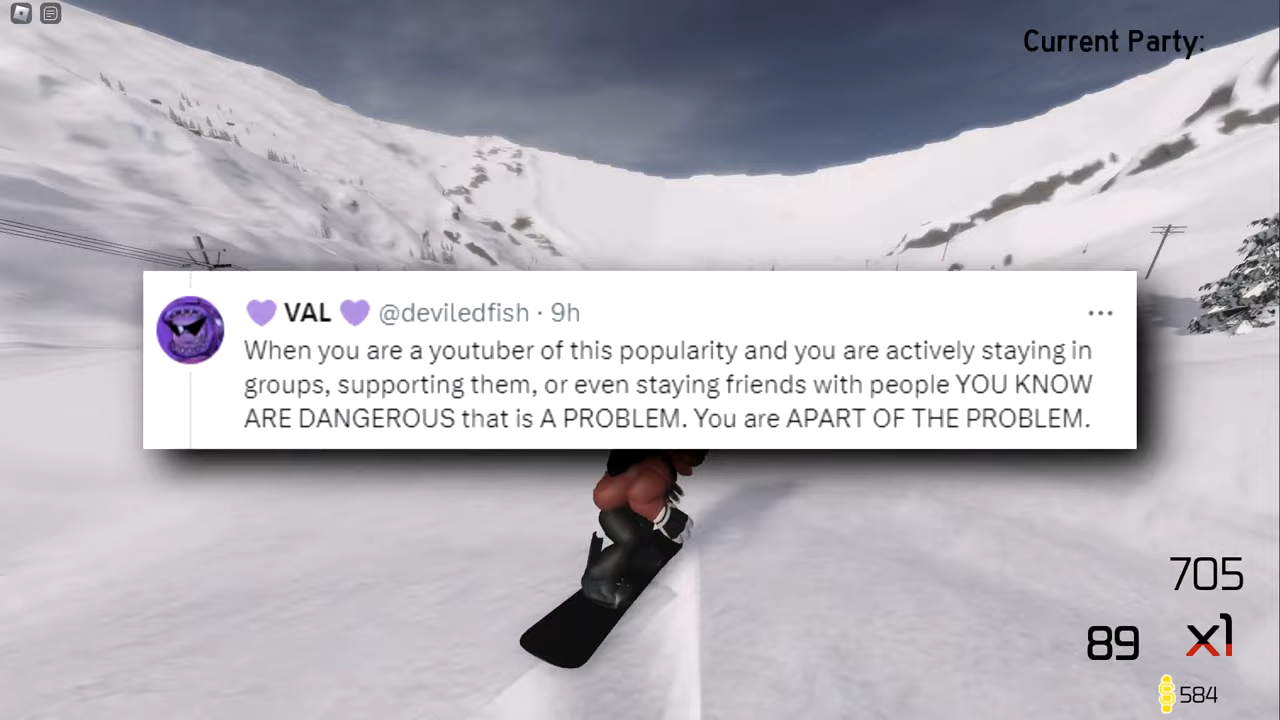 Current Party:
💜 VAL 💜 @deviledfish · 9h
When you are a youtuber of this popularity and you are actively staying in
groups, supporting them, or even staying friends with people YOU KNOW
ARE DANGEROUS that is A PROBLEM. You are APART OF THE PROBLEM.
705
89 x1
584